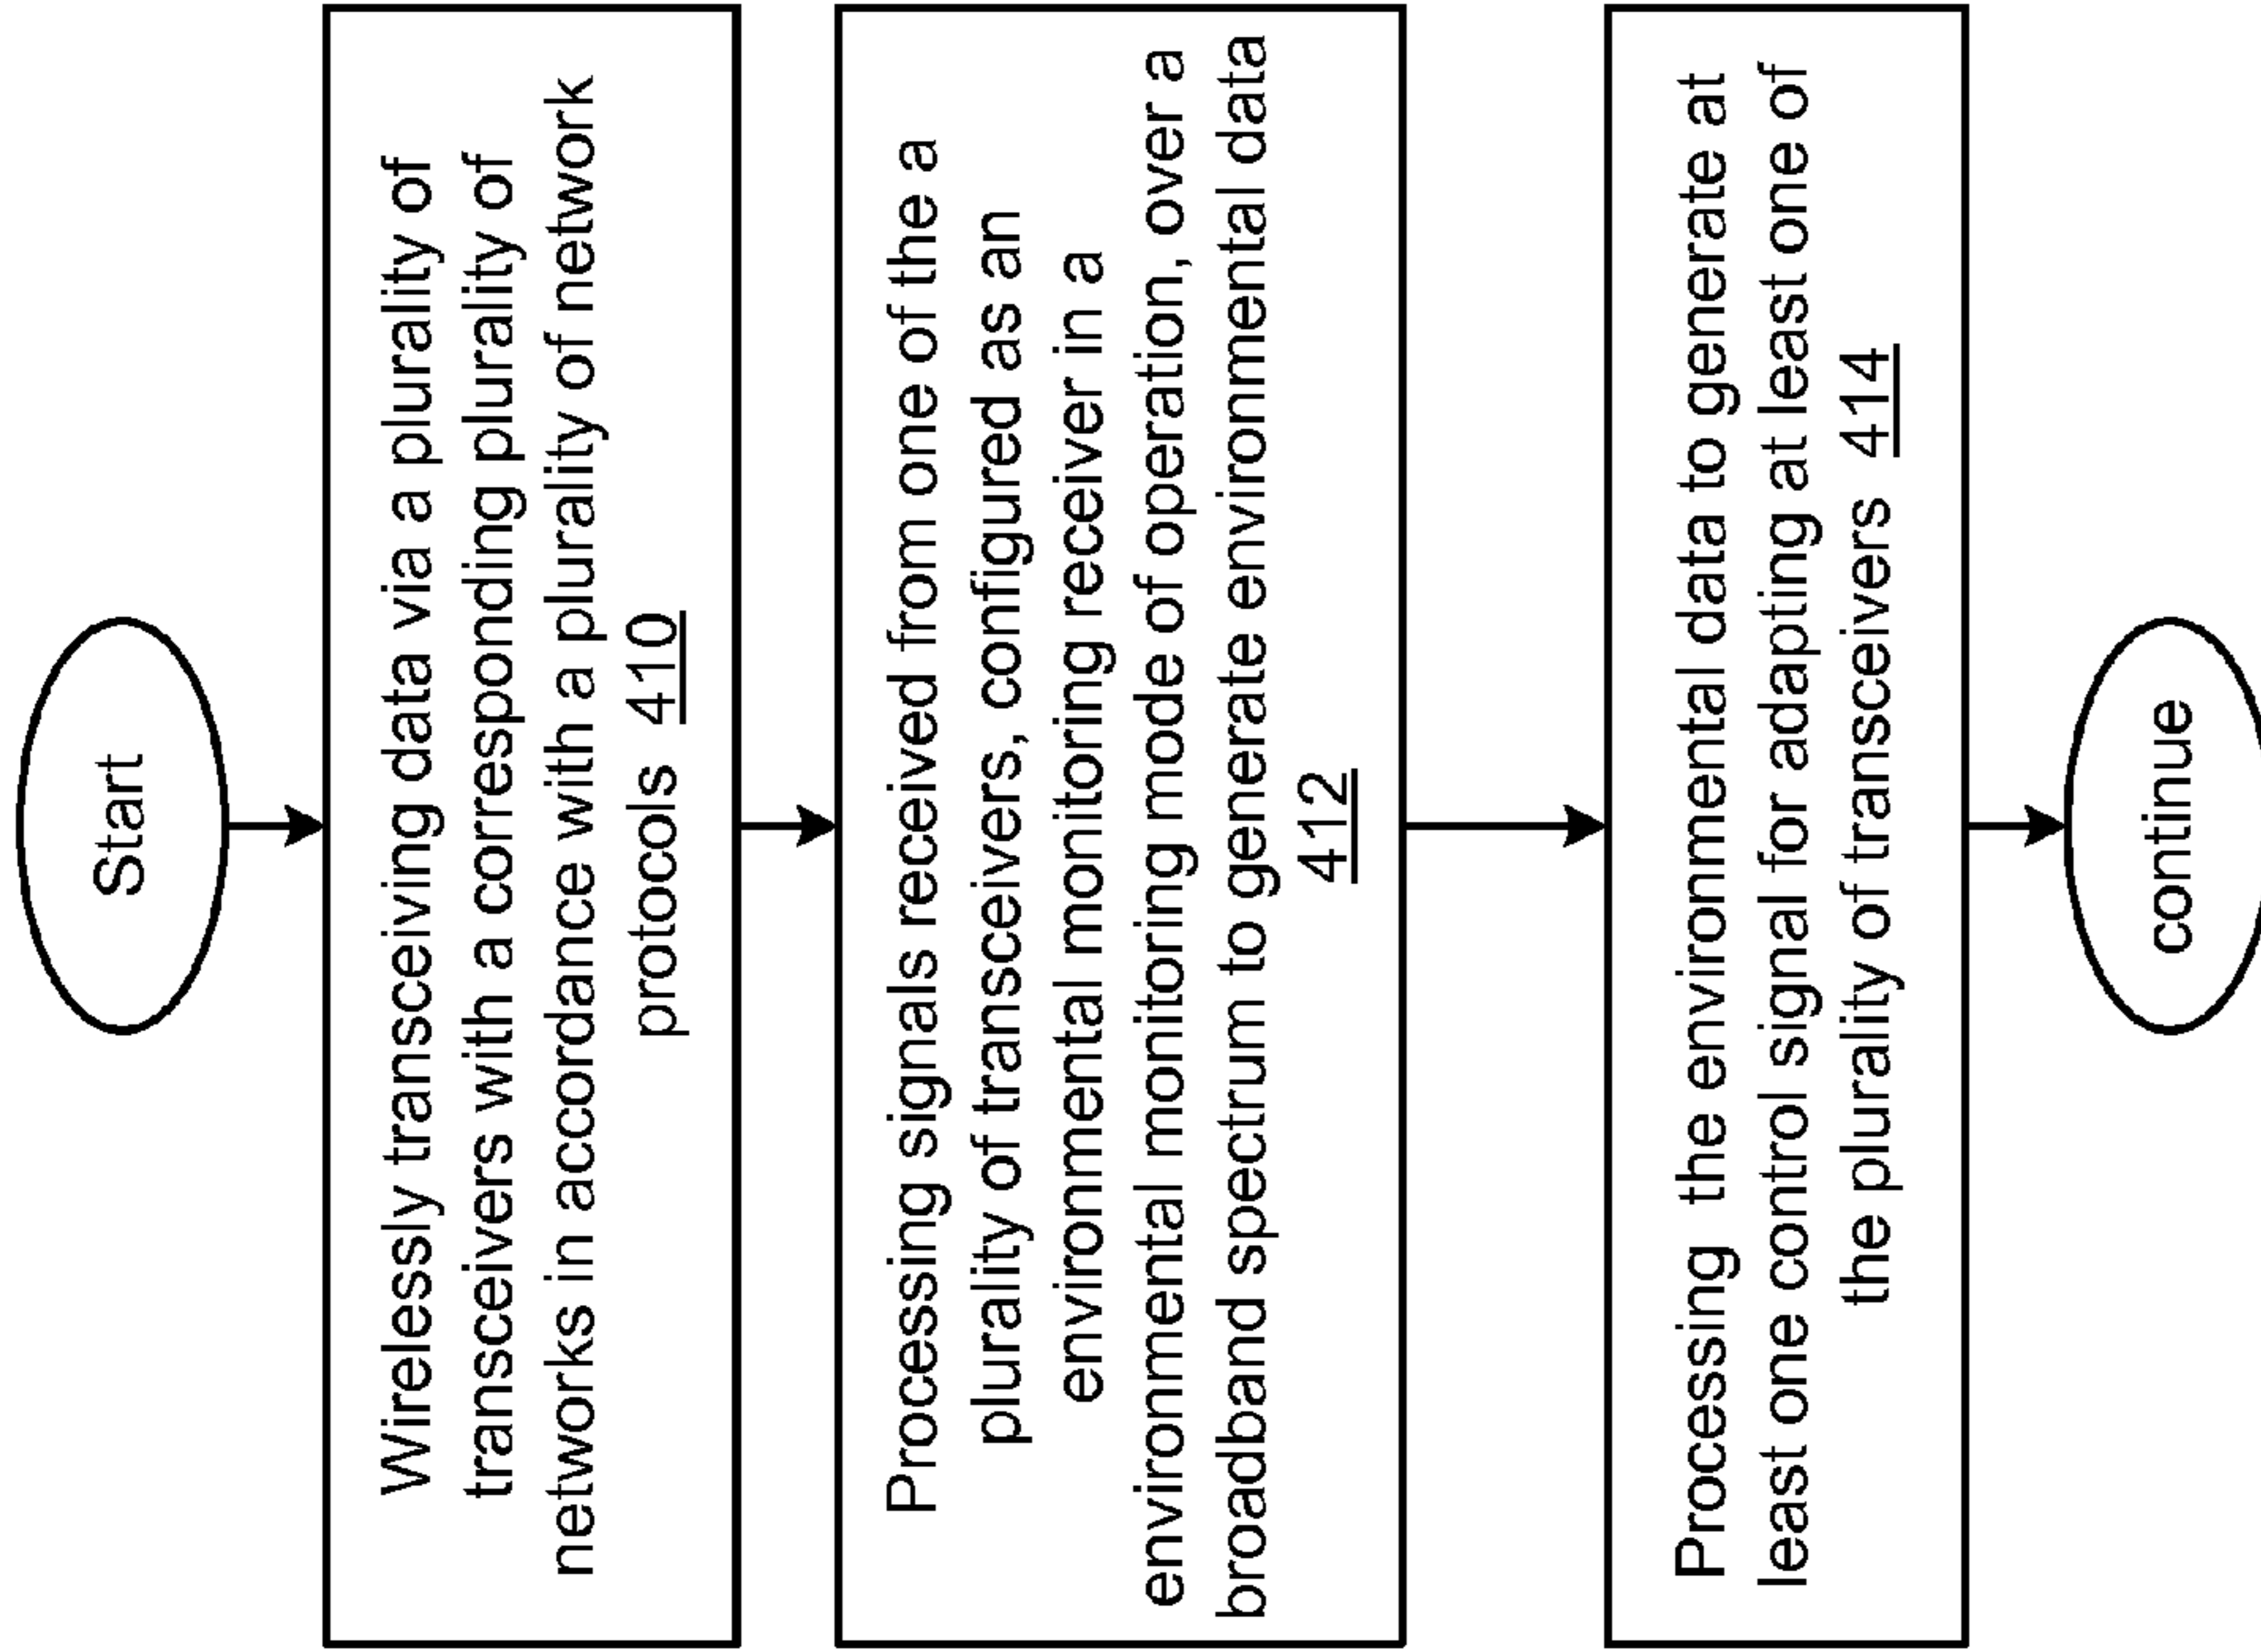 Start
Wirelessly transceiving data via a plurality of
transceivers with a corresponding plurality of
networks in accordance with a plurality of network
protocols 410
Processing signals received from one of the a
plurality of transceivers, configured as an
environmental monitoring receiver in a
environmental monitoring mode of operation, over a
broadband spectrum to generate environmental data
412
Processing the environmental data to generate at
least one control signal for adapting at least one of
the plurality of transceivers 414
continue